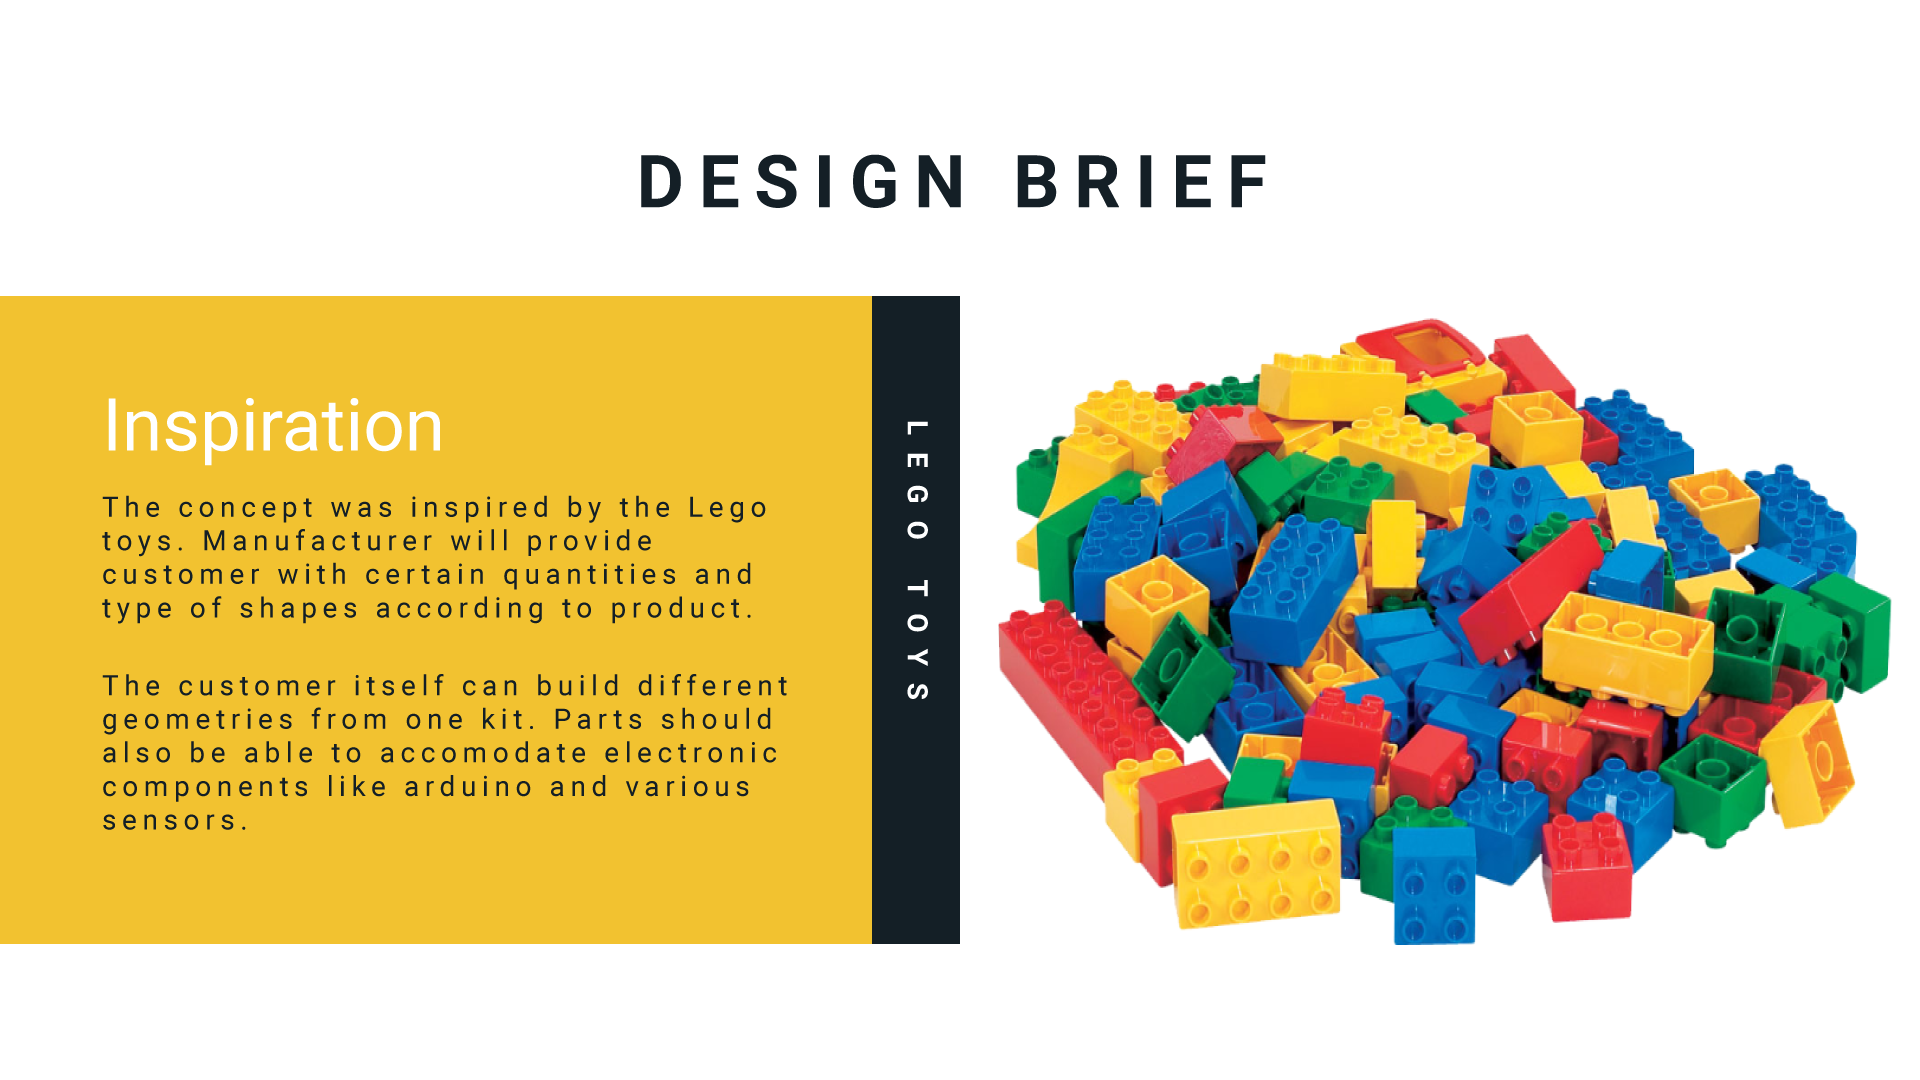 DESIGN BRIEF
Inspiration
The concept was inspired by the Lego
toys. Manufacturer will provide
customer with certain quantities and
type of shapes according to product.
The customer itself can build different
geometries from one kit. Parts should
also be able to accomodate electronic
components like arduino and various
sensors.
LEGO TOYS